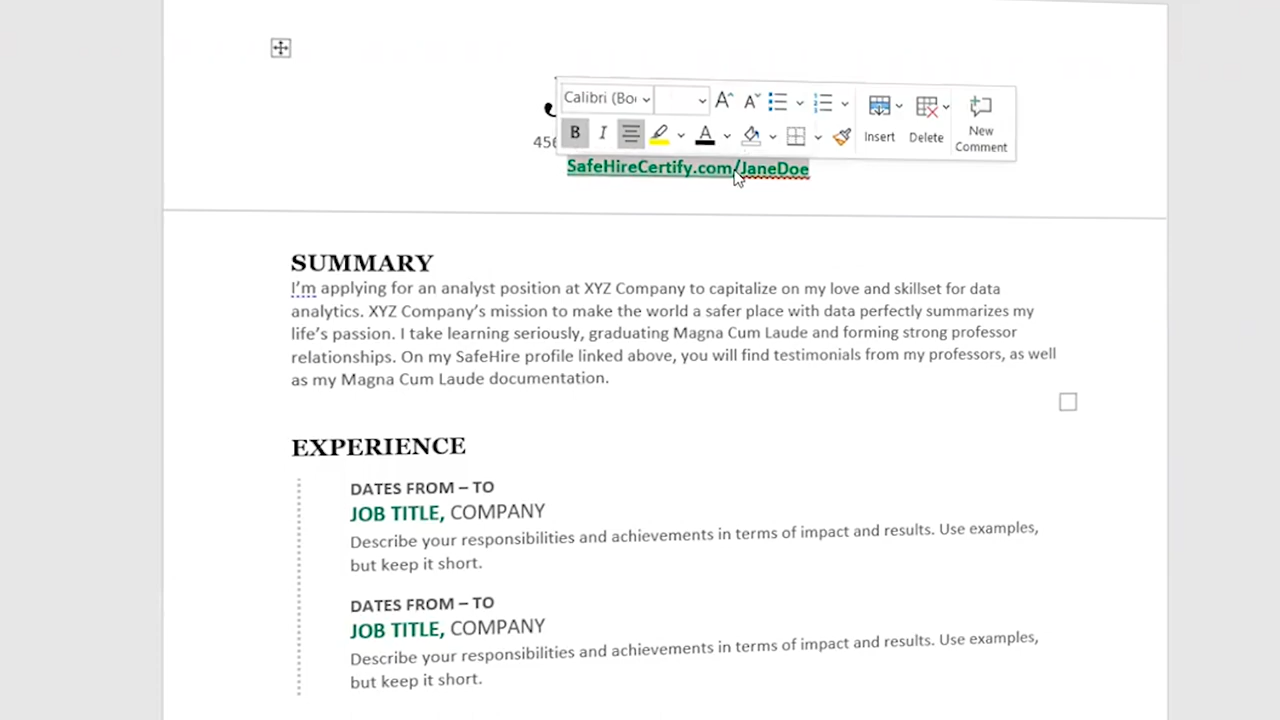 Calibri (Bo
A A
B I A Insert Delete New Comment
456
SafeHireCertify.com/JaneDoe
SUMMARY
I'm applying for an analyst position at XYZ Company to capitalize on my love and skillset for data
analytics. XYZ Company's mission to make the world a safer place with data perfectly summarizes my
life's passion. I take learning seriously, graduating Magna Cum Laude and forming strong professor
relationships. On my SafeHire profile linked above, you will find testimonials from my professors, as well
as my Magna Cum Laude documentation.
EXPERIENCE
DATES FROM – TO
JOB TITLE, COMPANY
Describe your responsibilities and achievements in terms of impact and results. Use examples,
but keep it short.
DATES FROM – TO
JOB TITLE, COMPANY
Describe your responsibilities and achievements in terms of impact and results. Use examples,
but keep it short.